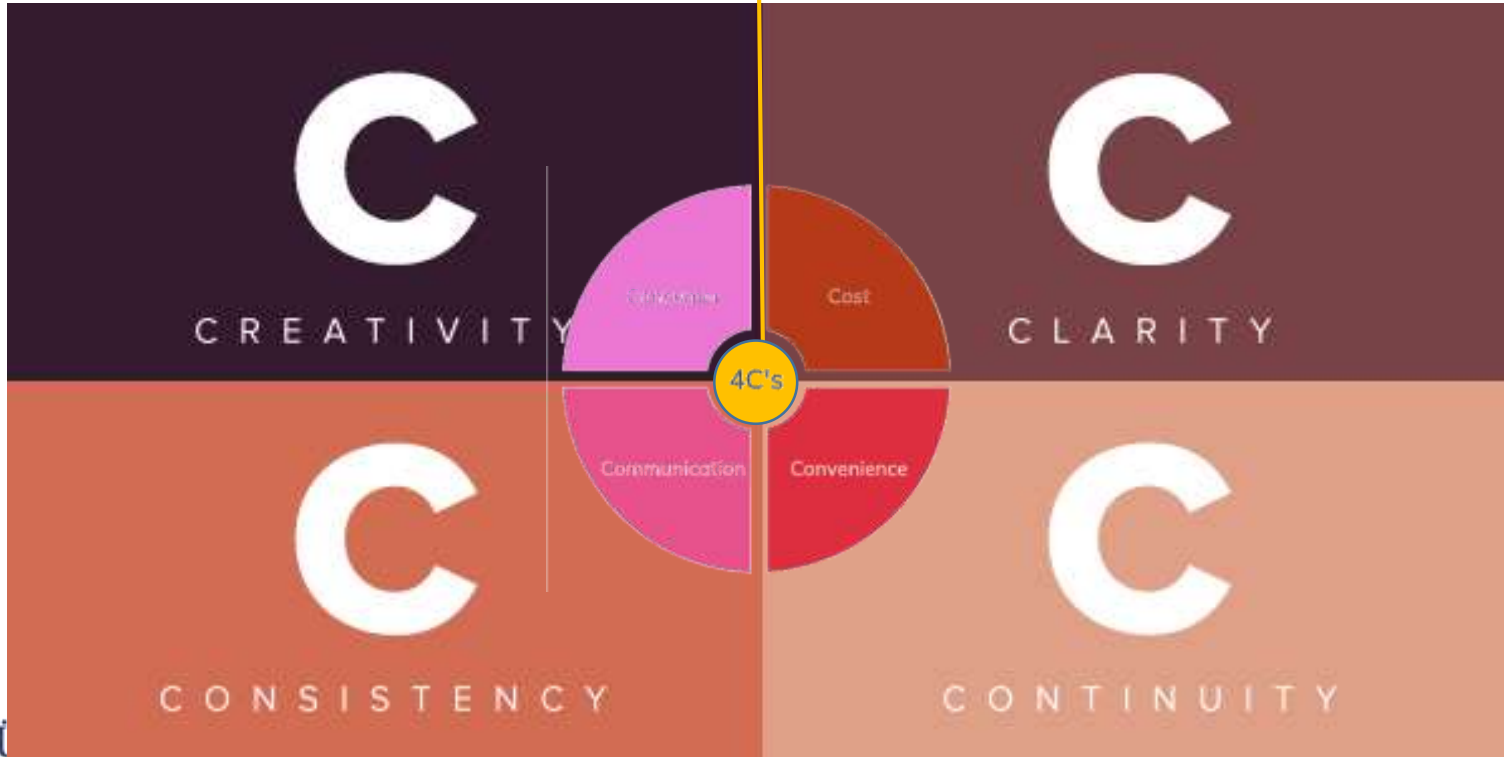 C
C
CREATIVITY
CLARITY
Cost
4C's
Communication
Convenience
C
C
CONSISTENCY
CONTINUITY